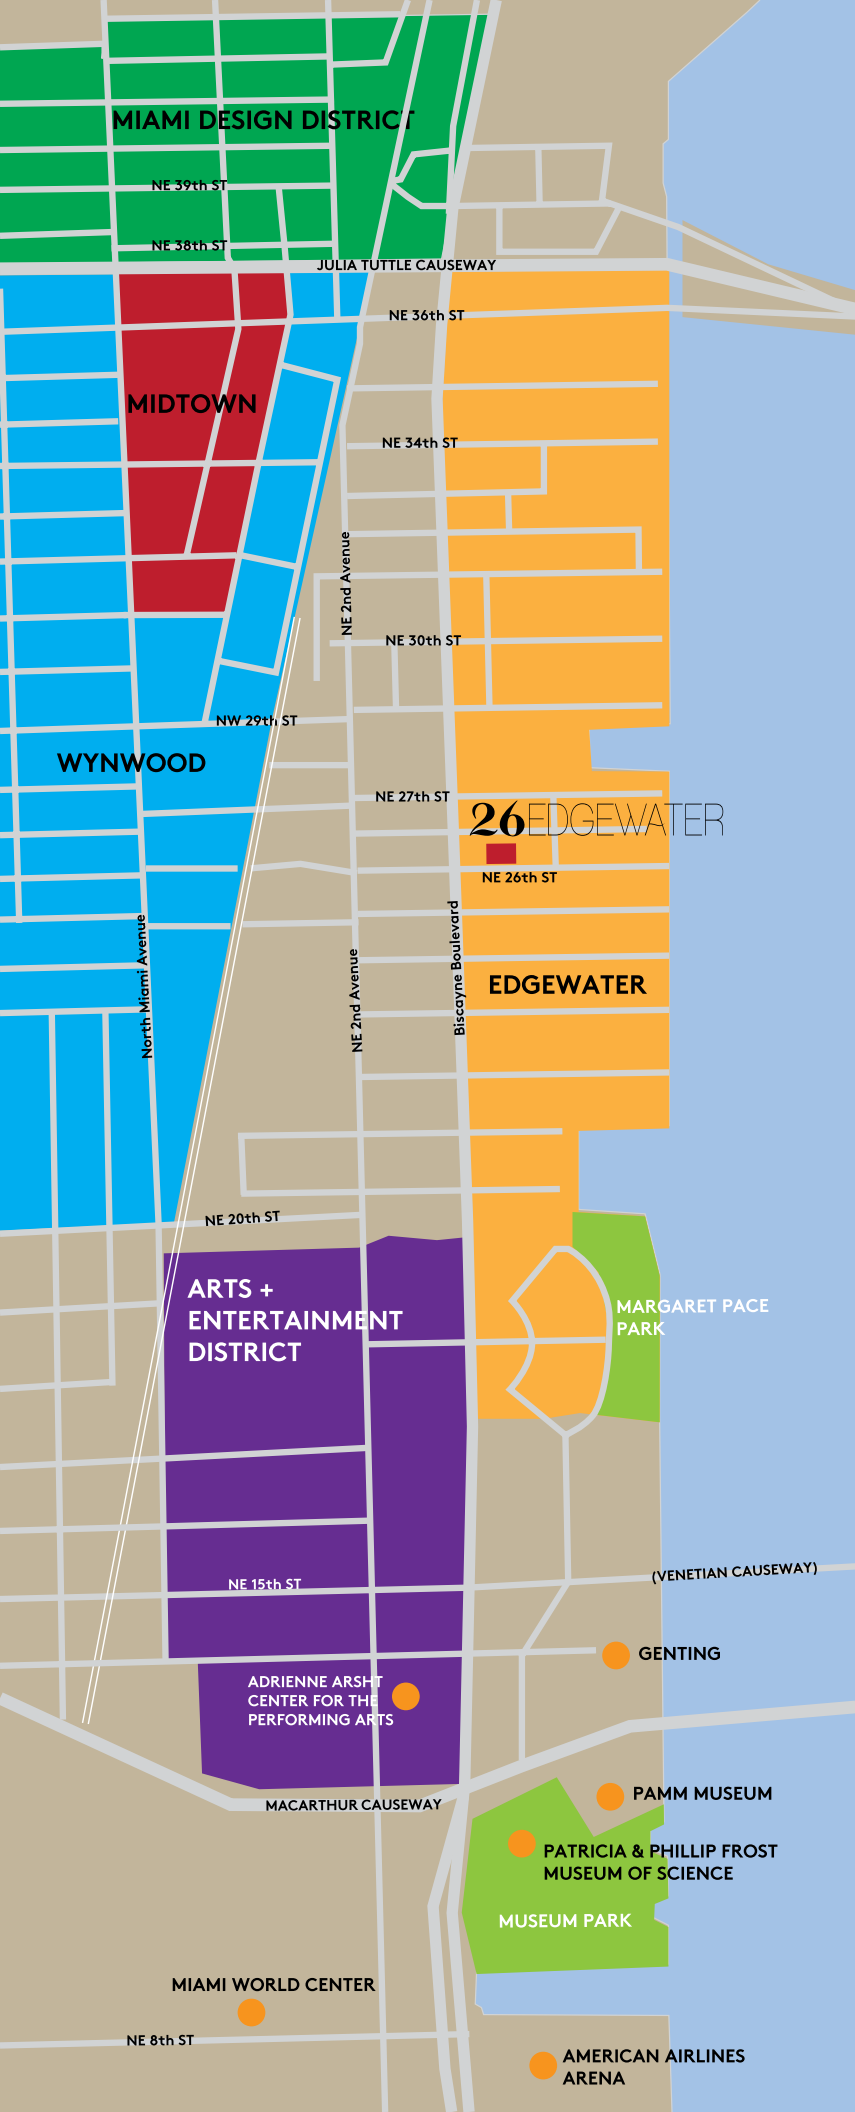 MIAMI DESIGN DISTRICT
NE 39th ST
NE 38th ST
JULIA TUTTLE CAUSEWAY
NE 36th ST
MIDTOWN
NE 34th ST
NE 2nd Avenue
NE 30th ST
NW 29th ST
WYNWOOD
NE 27th ST
26EDGEWATER
NE 26th ST
North Miami Avenue
NE 2nd Avenue
Biscayne Boulevard
EDGEWATER
NE 20th ST
ARTS +
ENTERTAINMENT
DISTRICT
MARGARET PACE
PARK
(VENETIAN CAUSEWAY)
NE 15th ST
GENTING
ADRIENNE ARSHT
CENTER FOR THE
PERFORMING ARTS
PAMM MUSEUM
MACARTHUR CAUSEWAY
PATRICIA & PHILLIP FROST
MUSEUM OF SCIENCE
MUSEUM PARK
MIAMI WORLD CENTER
NE 8th ST
AMERICAN AIRLINES
ARENA